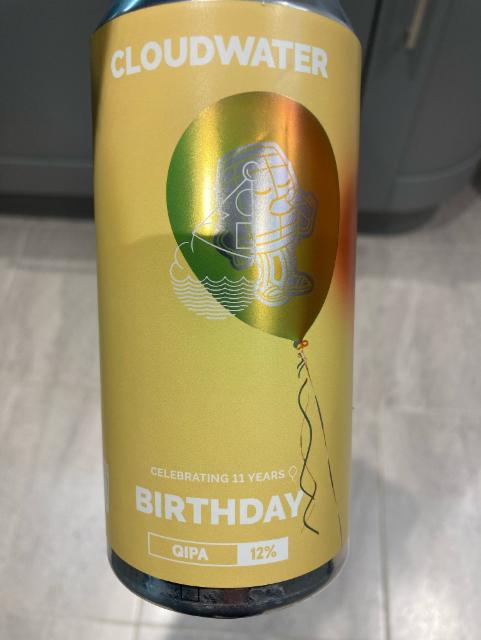 CLOUDWATER
CELEBRATING 11 YEARS
BIRTHDAY
QIPA 12%